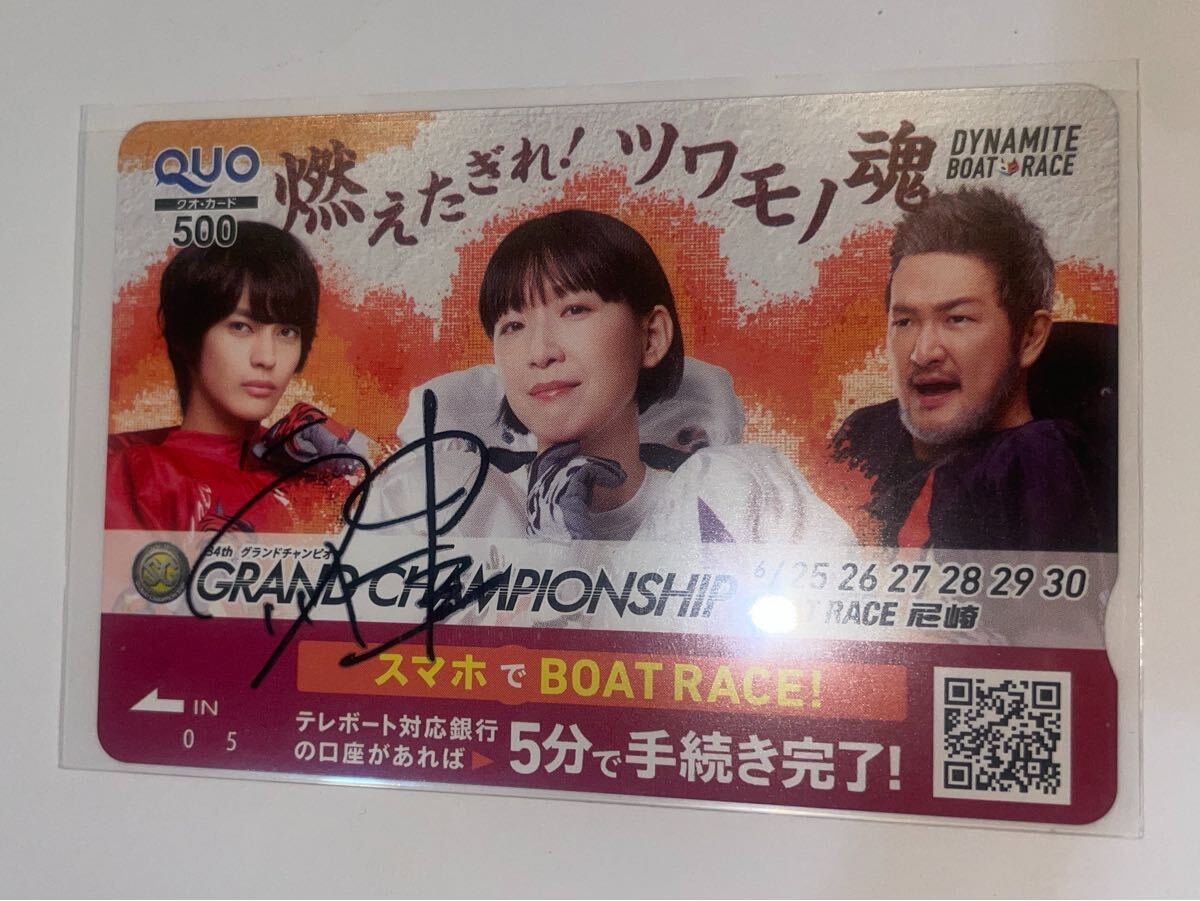 QUO
クオ・カード
500
燃えたぎれ! ツワモノ魂
DYNAMITE
BOAT RACE
34th グランドチャンピオ
GRAND CHAMPIONSHIP
6/25 26 27 28 29 30
RACE 尼崎
スマホでBOAT RACE!
IN
0 5
テレボート対応銀行
の口座があれば
5分で手続き完了!